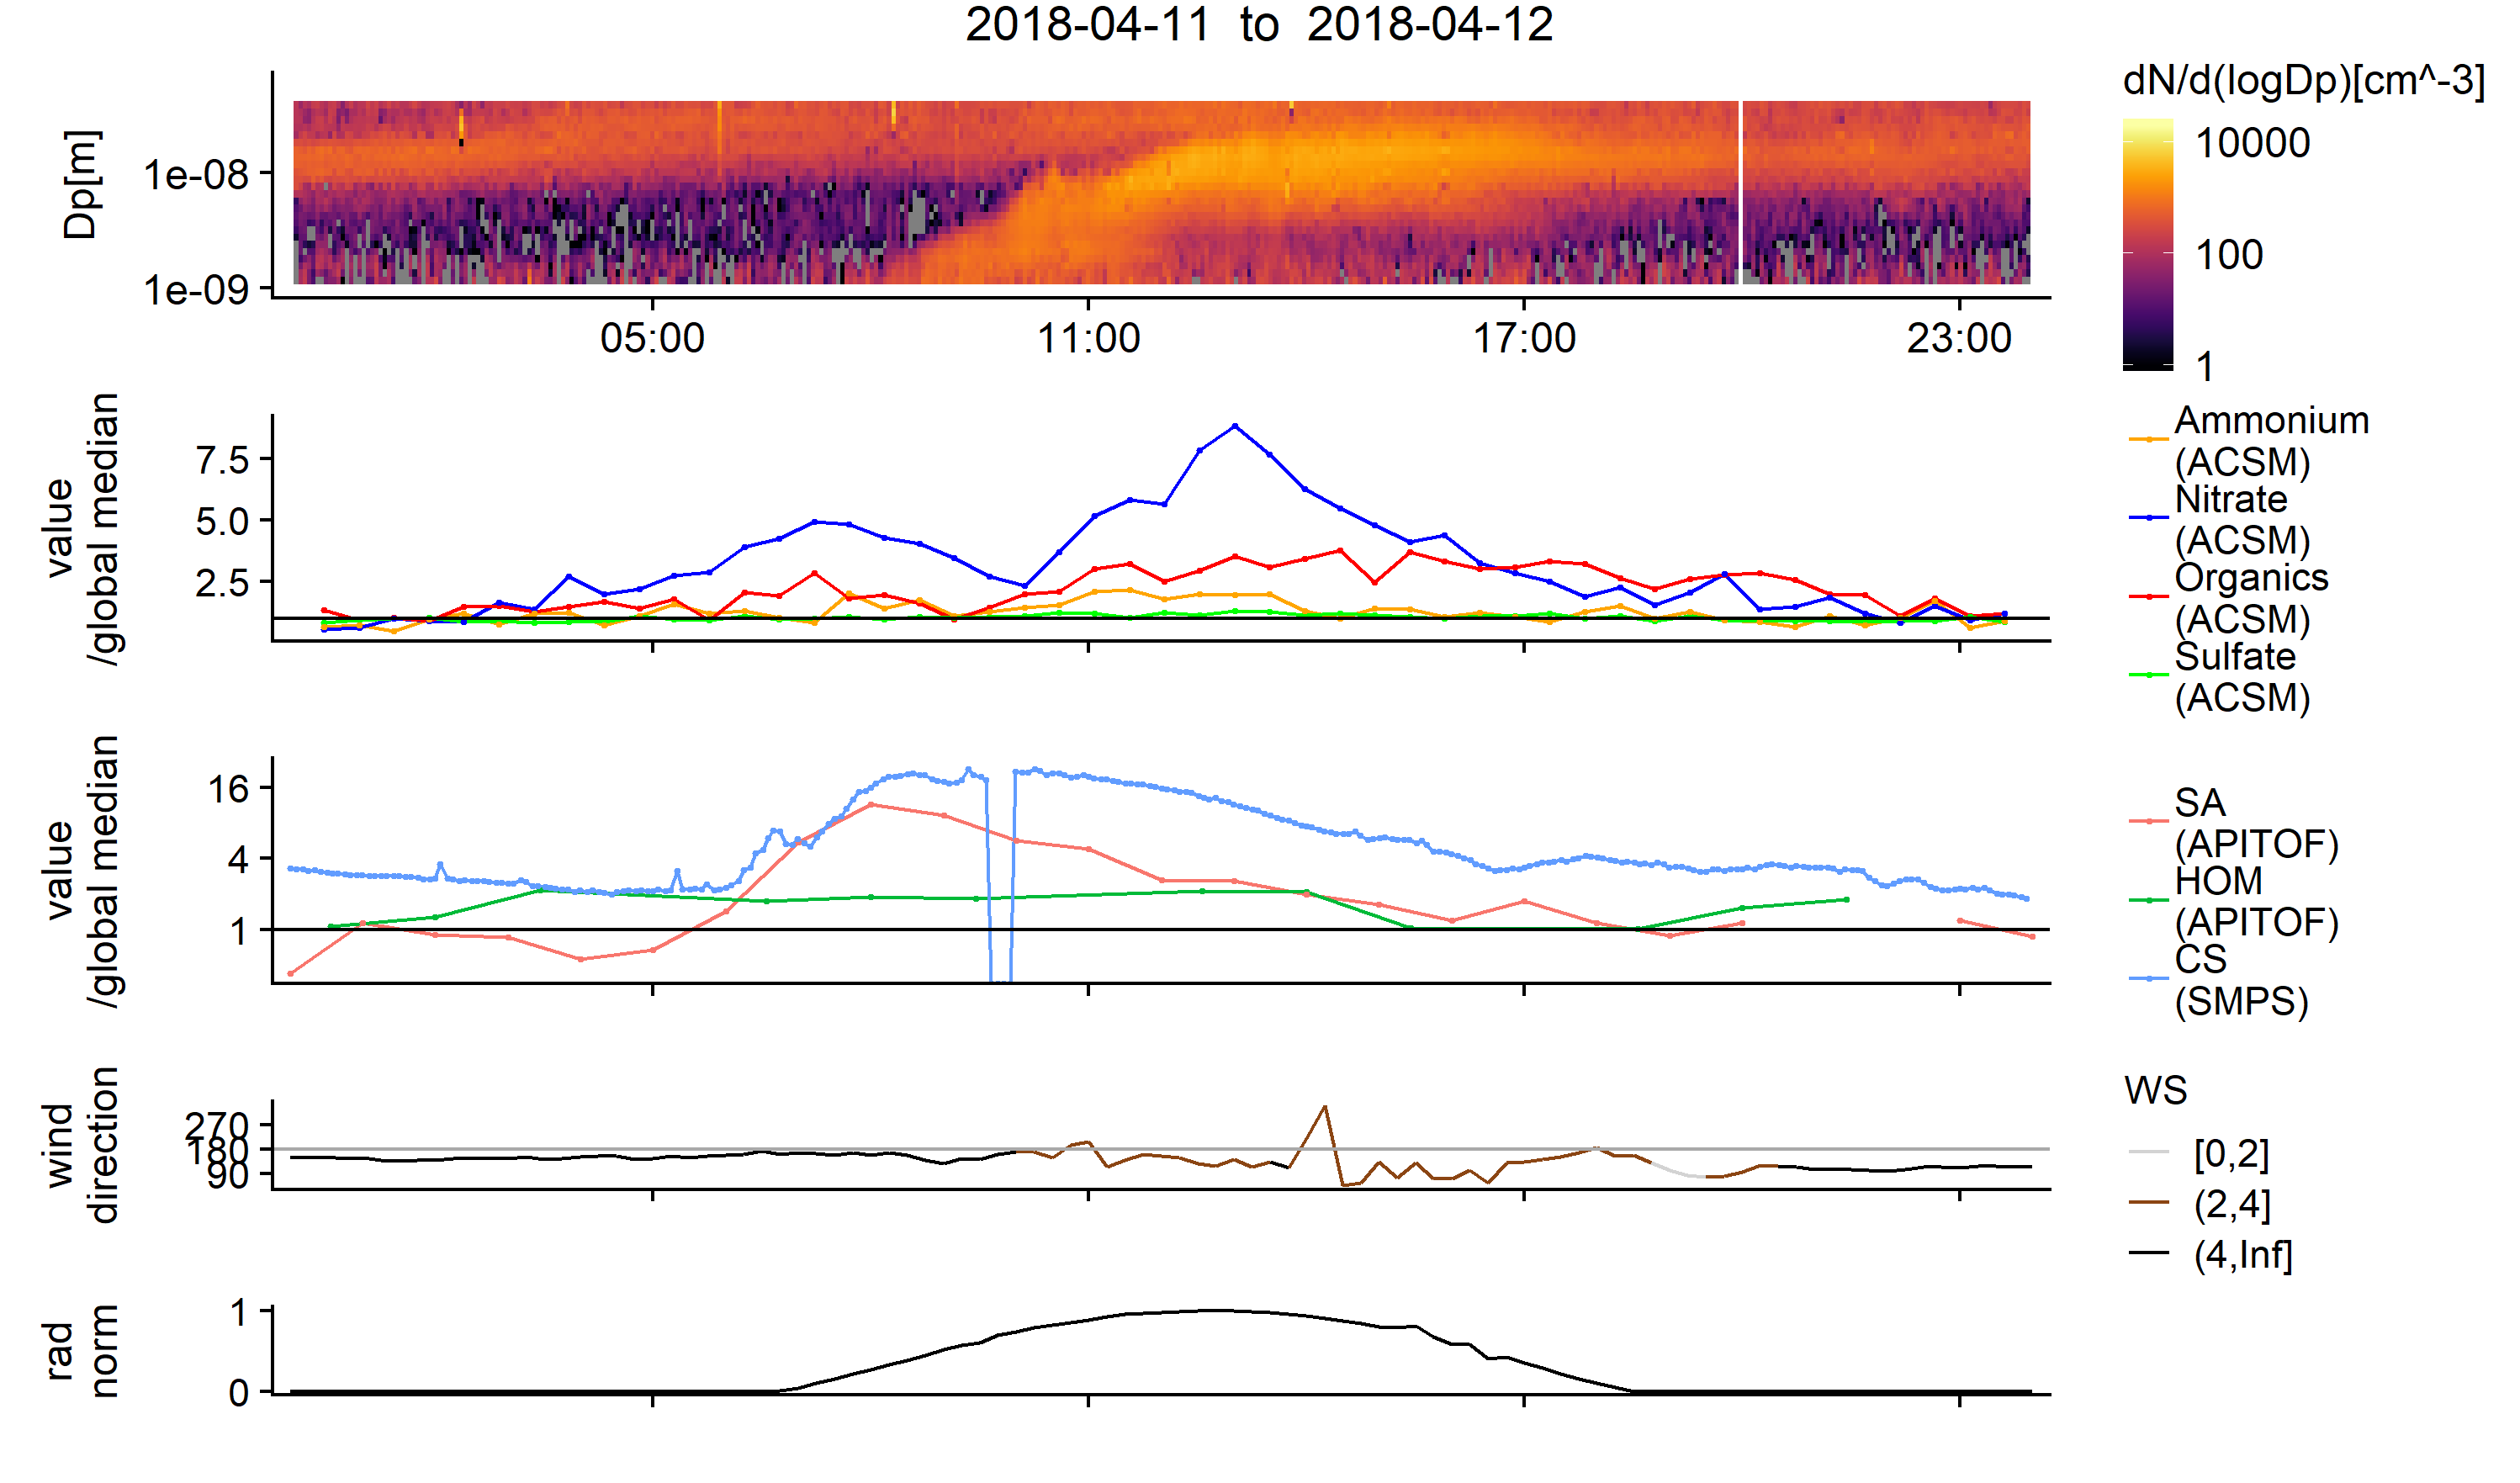 2018-04-11 to 2018-04-12
Dp[m]
1e-08
1e-09
05:00
11:00
17:00
23:00
dN/d(logDp)[cm^-3]
10000
100
1
value
/global median
7.5
5.0
2.5
Ammonium
(ACSM)
Nitrate
(ACSM)
Organics
(ACSM)
Sulfate
(ACSM)
value
/global median
16
4
1
SA
(APITOF)
HOM
(APITOF)
CS
(SMPS)
wind
direction
270
180
90
WS
[0,2]
(2,4]
(4,Inf]
rad
norm
1
0